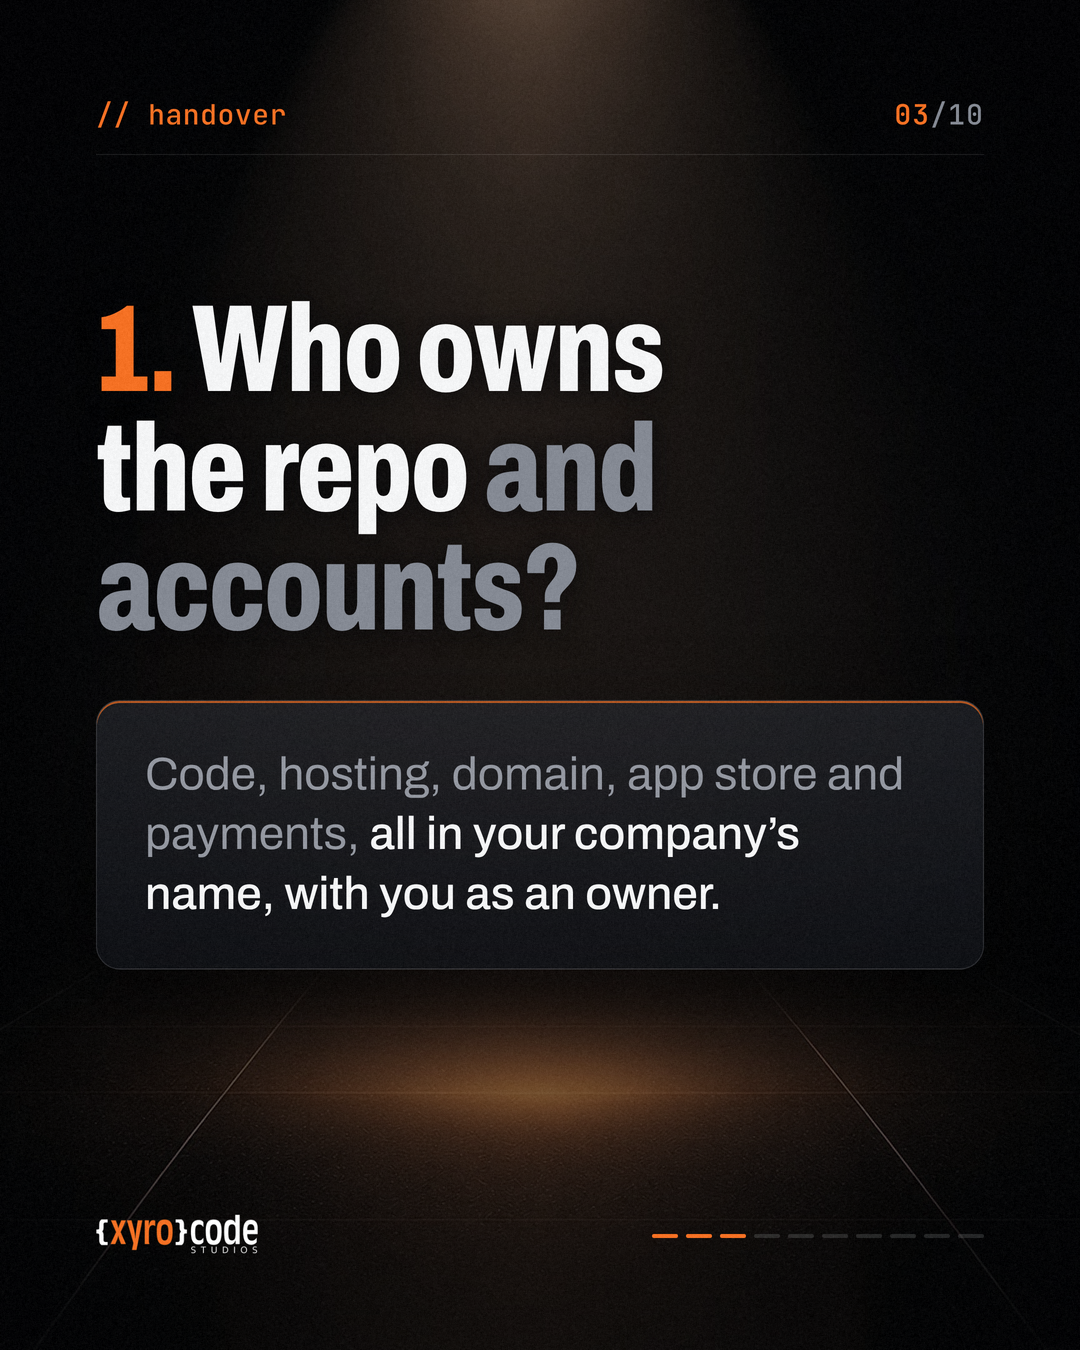 // handover
03/10
1. Who owns
the repo and
accounts?
Code, hosting, domain, app store and
payments, all in your company’s
name, with you as an owner.
{xyro}code
STUDIOS